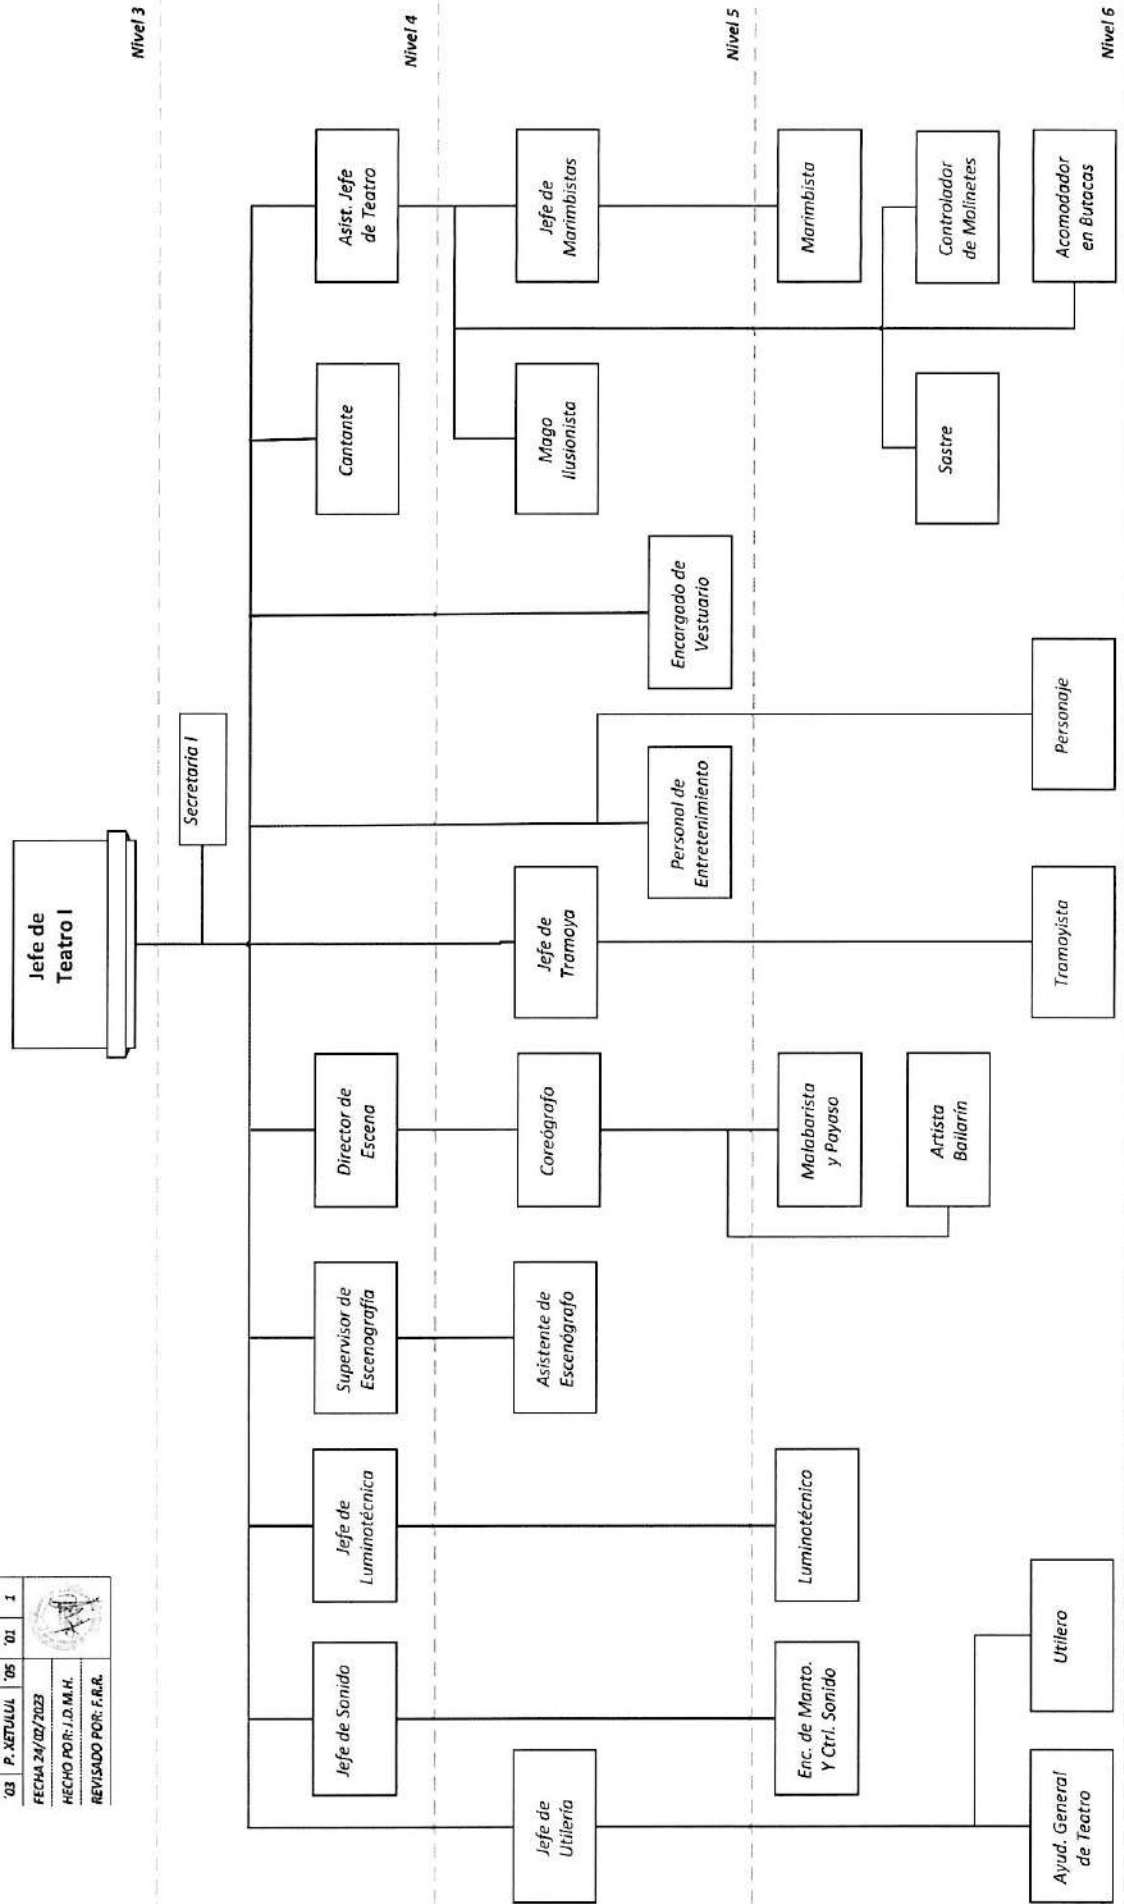 '03 P. XETULUL '05 '01 1
FECHA 24/02/2023
HECHO POR: J.D.M.H.
REVISADO POR: F.R.R.
Jefe de
Teatro I
Nivel 3
Secretaria I
Jefe de Sonido
Jefe de
Luminotécnica
Supervisor de
Escenografía
Director de
Escena
Cantante
Asist. Jefe
de Teatro
Nivel 4
Jefe de
Utilería
Asistente de
Escenógrafo
Coreógrafo
Jefe de
Tramoya
Mago
Ilusionista
Jefe de
Marimbistas
Personal de
Entretenimiento
Encargado de
Vestuario
Nivel 5
Enc. de Manto.
Y Ctrl. Sonido
Luminotécnico
Malabarista
y Payaso
Marimbista
Artista
Bailarín
Sastre
Controlador
de Molinetes
Ayud. General
de Teatro
Utilero
Tramoyista
Personaje
Acomodador
en Butacas
Nivel 6